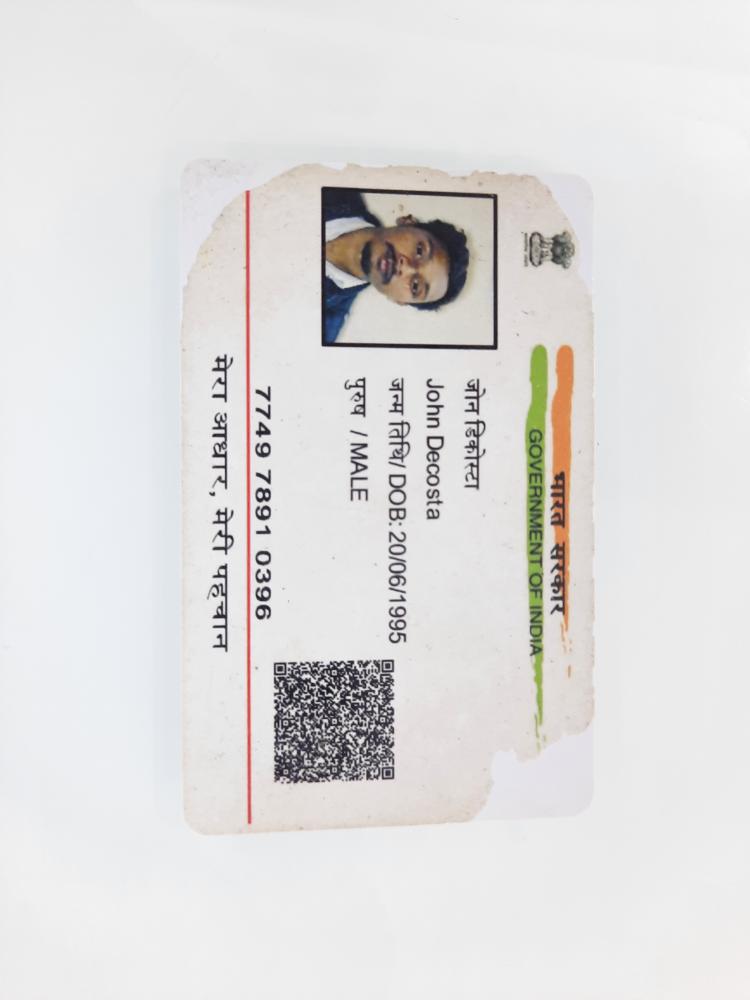 भारत सरकार
GOVERNMENT OF INDIA
जोन डिकोस्टा
John Decosta
जन्म तिथि/ DOB: 20/06/1995
पुरुष / MALE
7749 7891 0396
मेरा आधार, मेरी पहचान